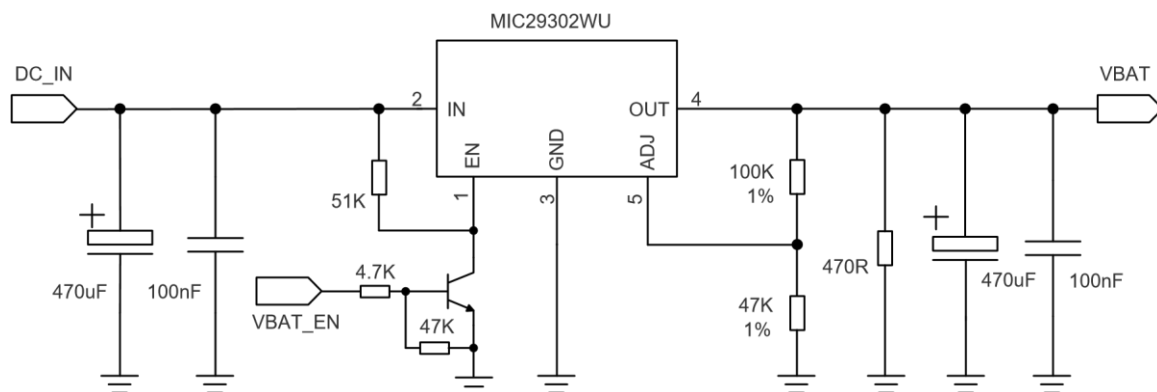 MIC29302WU
DC_IN
VBAT
2
IN
OUT
4
EN
GND
ADJ
1
3
5
51K
100K
1%
470uF
100nF
4.7K
VBAT_EN
47K
47K
1%
470R
470uF
100nF